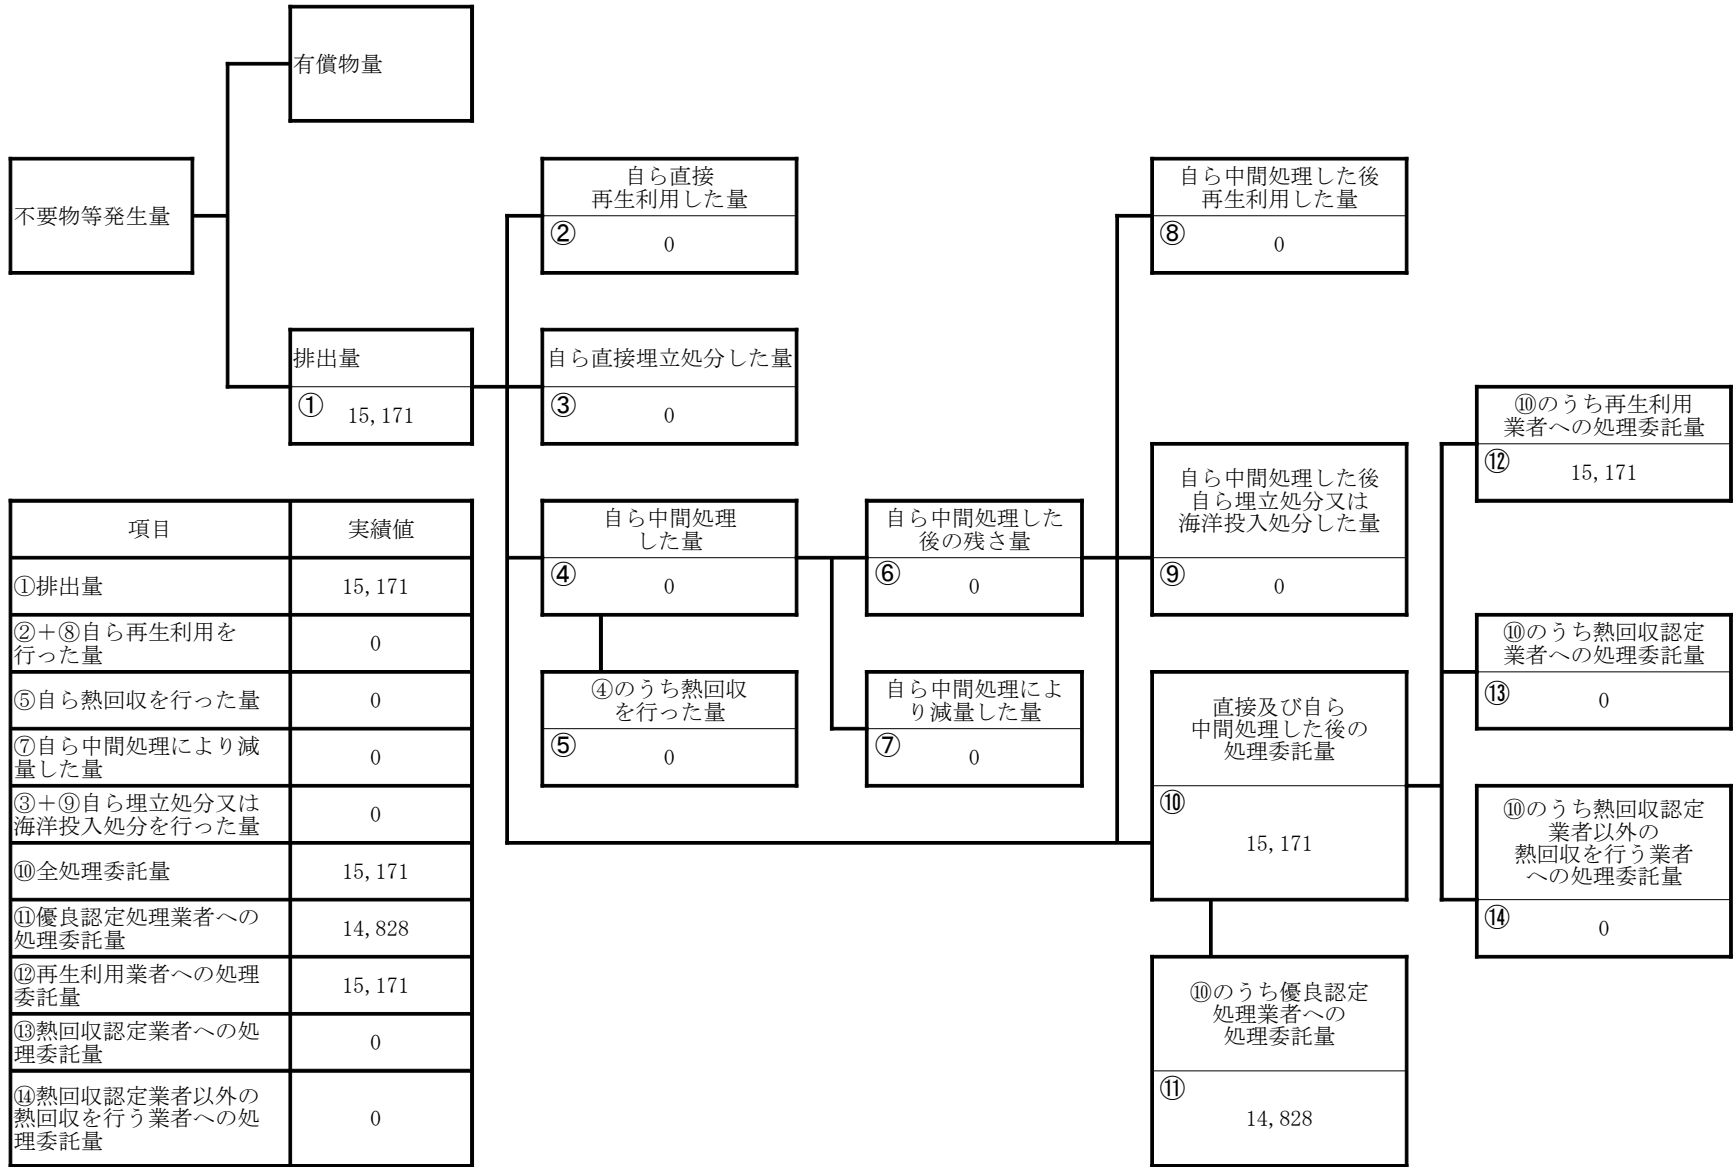 有償物量
不要物等発生量
自ら直接
再生利用した量
②
0
自ら中間処理した後
再生利用した量
⑧
0
排出量
①
15,171
自ら直接埋立処分した量
③
0
⑩のうち再生利用
業者への処理委託量
⑫
15,171
自ら中間処理
した量
④
0
自ら中間処理した
後の残さ量
⑥
0
自ら中間処理した後
自ら埋立処分又は
海洋投入処分した量
⑨
0
⑩のうち熱回収認定
業者への処理委託量
⑬
0
④のうち熱回収
を行った量
⑤
0
自ら中間処理によ
り減量した量
⑦
0
直接及び自ら
中間処理した後の
処理委託量
⑩
15,171
⑩のうち熱回収認定
業者以外の
熱回収を行う業者
への処理委託量
⑭
0
⑩のうち優良認定
処理業者への
処理委託量
⑪
14,828
項目 実績値
①排出量 15,171
②+⑧自ら再生利用を
行った量 0
⑤自ら熱回収を行った量 0
⑦自ら中間処理により減
量した量 0
③+⑨自ら埋立処分又は
海洋投入処分を行った量 0
⑩全処理委託量 15,171
⑪優良認定処理業者への
処理委託量 14,828
⑫再生利用業者への処理
委託量 15,171
⑬熱回収認定業者への処
理委託量 0
⑭熱回収認定業者以外の
熱回収を行う業者への処
理委託量 0